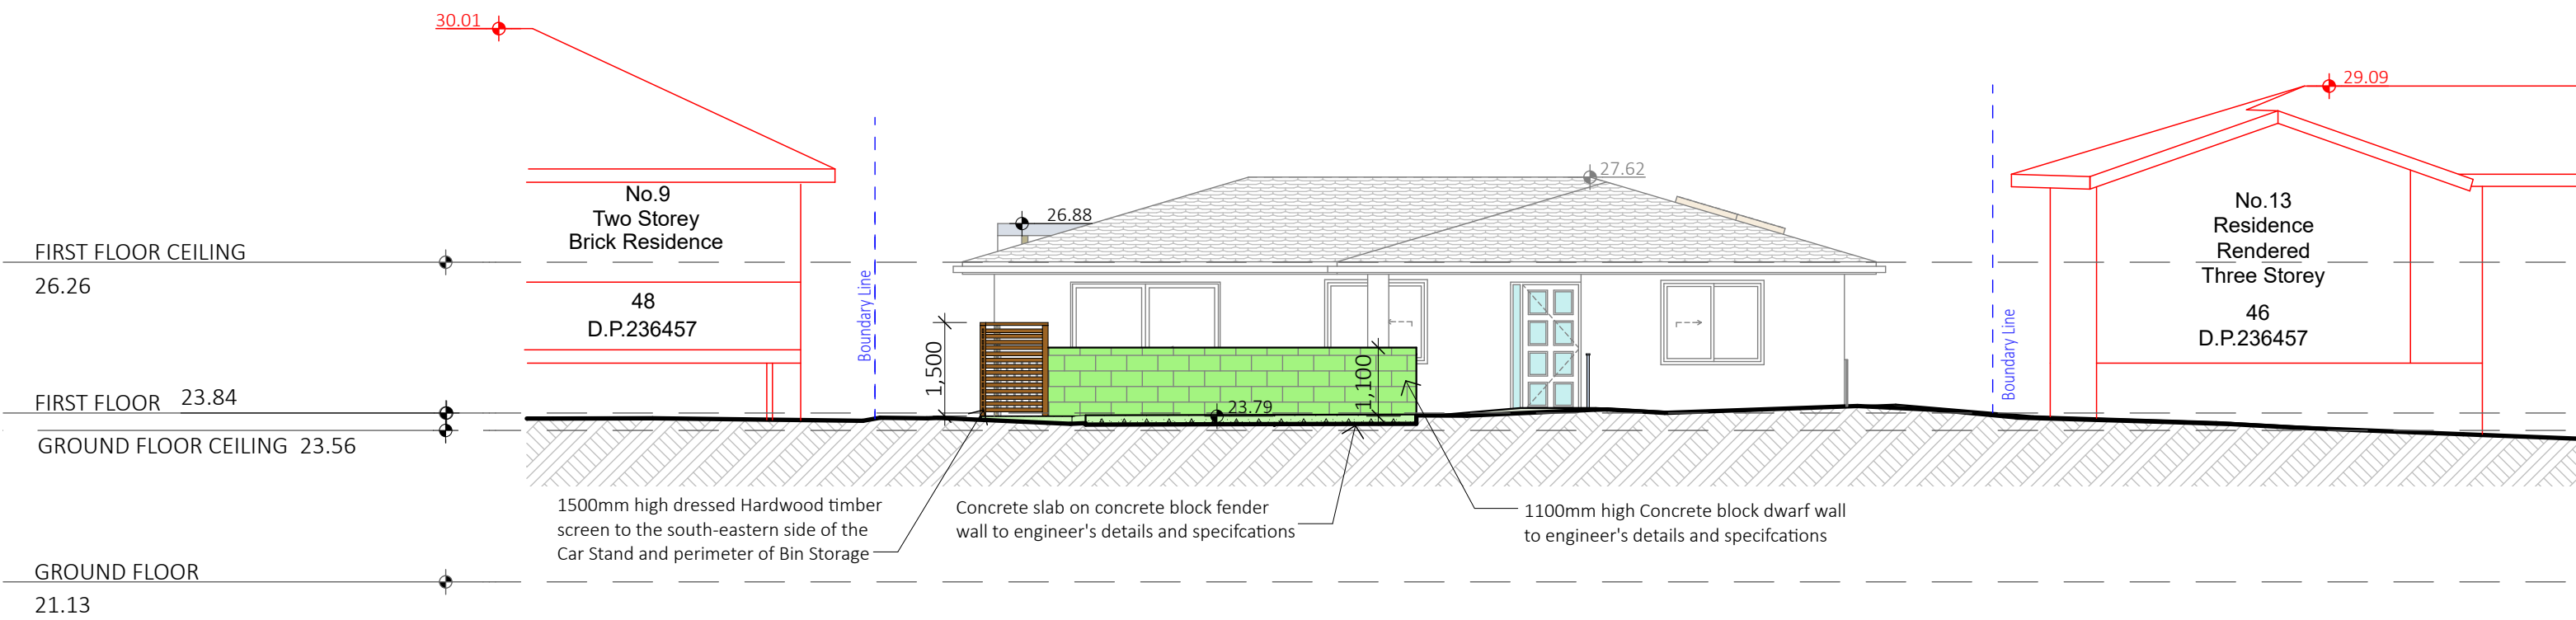 30.01
29.09
27.62
26.88
No.9
Two Storey
Brick Residence
48
D.P.236457
No.13
Residence
Rendered
Three Storey
46
D.P.236457
FIRST FLOOR CEILING
26.26
Boundary Line
Boundary Line
1,500
1,100
FIRST FLOOR 23.84
23.79
GROUND FLOOR CEILING 23.56
1500mm high dressed Hardwood timber
screen to the south-eastern side of the
Car Stand and perimeter of Bin Storage
Concrete slab on concrete block fender
wall to engineer's details and specifcations
1100mm high Concrete block dwarf wall
to engineer's details and specifcations
GROUND FLOOR
21.13